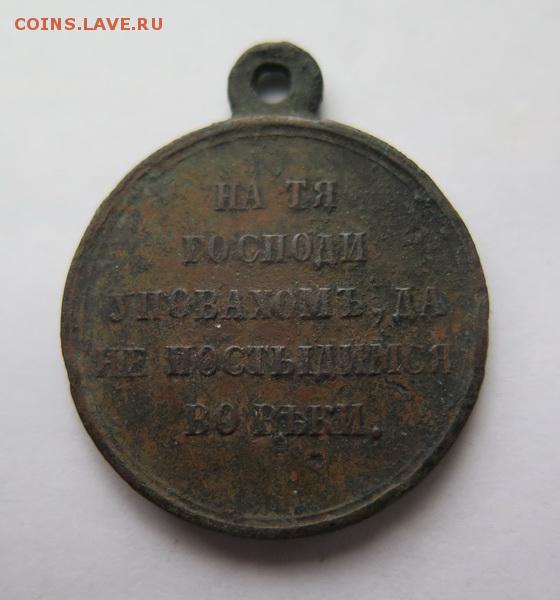 COINS.LAVE.RU
НА ТЯ
ГОСПОДИ
УПОВАХОМЪ, ДА
НЕ ПОСТЫДИМСЯ
ВО ВѢКИ.